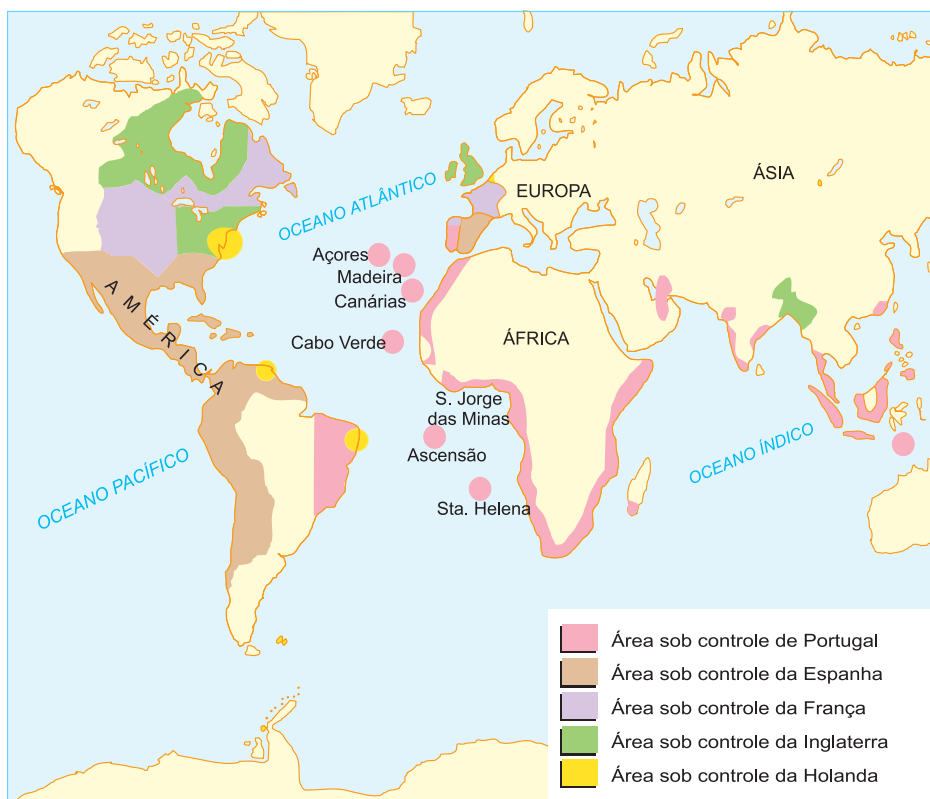 OCEANO ATLÂNTICO
EUROPA
ÁSIA
Açores
Madeira
Canárias
AMÉRICA
Cabo Verde
ÁFRICA
S. Jorge
das Minas
Ascensão
OCEANO PACÍFICO
OCEANO ÍNDICO
Sta. Helena
Área sob controle de Portugal
Área sob controle da Espanha
Área sob controle da França
Área sob controle da Inglaterra
Área sob controle da Holanda